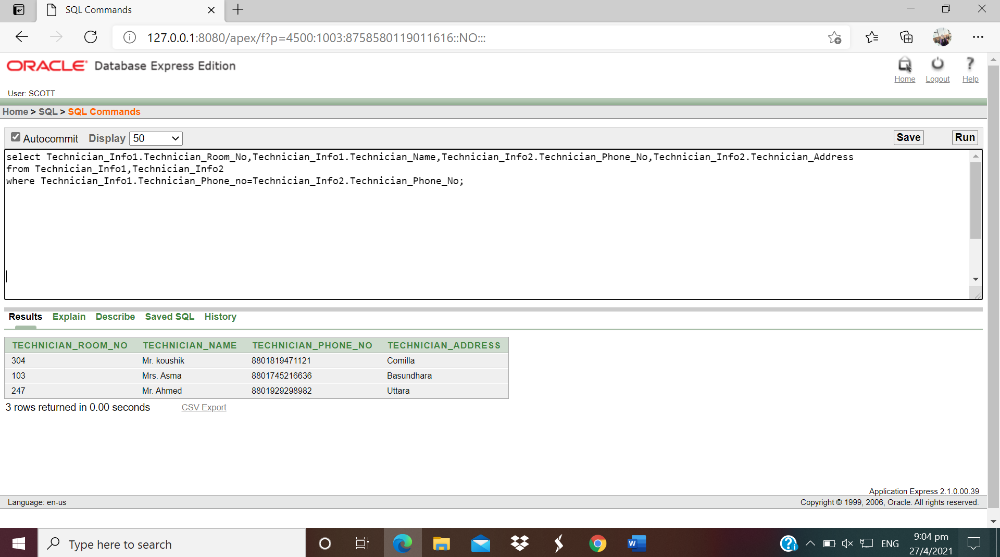 SQL Commands
127.0.0.1:8080/apex/f?p=4500:1003:8758580119011616::NO:::
ORACLE Database Express Edition
Home Logout Help
User: SCOTT
Home > SQL > SQL Commands
Autocommit Display 50 Save Run
select Technician_Info1.Technician_Room_No,Technician_Info1.Technician_Name,Technician_Info2.Technician_Phone_No,Technician_Info2.Technician_Address
from Technician_Info1,Technician_Info2
where Technician_Info1.Technician_Phone_no=Technician_Info2.Technician_Phone_No;
Results Explain Describe Saved SQL History
TECHNICIAN_ROOM_NO TECHNICIAN_NAME TECHNICIAN_PHONE_NO TECHNICIAN_ADDRESS
304 Mr. koushik 8801819471121 Comilla
103 Mrs. Asma 8801745216636 Basundhara
247 Mr. Ahmed 8801929298982 Uttara
3 rows returned in 0.00 seconds CSV Export
Application Express 2.1.0.00.39
Language: en-us Copyright © 1999, 2006, Oracle. All rights reserved.
Type here to search
ENG
9:04 pm
27/4/2021